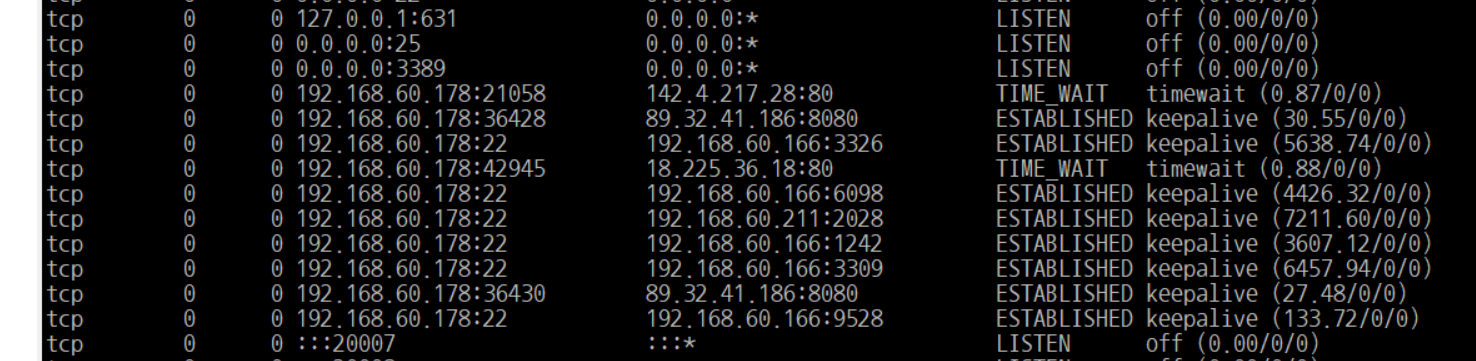 tcp 0 0 127.0.0.1:631 0.0.0.0:* LISTEN off (0.00/0/0)
tcp 0 0 0.0.0.0:25 0.0.0.0:* LISTEN off (0.00/0/0)
tcp 0 0 0.0.0.0:3389 0.0.0.0:* LISTEN off (0.00/0/0)
tcp 0 0 192.168.60.178:21058 142.4.217.28:80 TIME_WAIT timewait (0.87/0/0)
tcp 0 0 192.168.60.178:36428 89.32.41.186:8080 ESTABLISHED keepalive (30.55/0/0)
tcp 0 0 192.168.60.178:22 192.168.60.166:3326 ESTABLISHED keepalive (5638.74/0/0)
tcp 0 0 192.168.60.178:42945 18.225.36.18:80 TIME_WAIT timewait (0.88/0/0)
tcp 0 0 192.168.60.178:22 192.168.60.166:6098 ESTABLISHED keepalive (4426.32/0/0)
tcp 0 0 192.168.60.178:22 192.168.60.211:2028 ESTABLISHED keepalive (7211.60/0/0)
tcp 0 0 192.168.60.178:22 192.168.60.166:1242 ESTABLISHED keepalive (3607.12/0/0)
tcp 0 0 192.168.60.178:22 192.168.60.166:3309 ESTABLISHED keepalive (6457.94/0/0)
tcp 0 0 192.168.60.178:36430 89.32.41.186:8080 ESTABLISHED keepalive (27.48/0/0)
tcp 0 0 192.168.60.178:22 192.168.60.166:9528 ESTABLISHED keepalive (133.72/0/0)
tcp 0 0 :::20007 :::* LISTEN off (0.00/0/0)